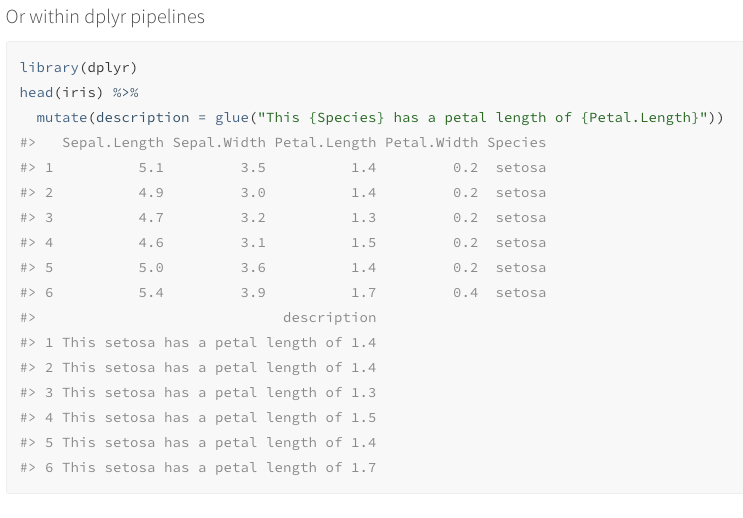 Or within dplyr pipelines
library(dplyr)
head(iris) %>%
  mutate(description = glue("This {Species} has a petal length of {Petal.Length}"))
#>   Sepal.Length Sepal.Width Petal.Length Petal.Width Species
#> 1          5.1         3.5          1.4         0.2  setosa
#> 2          4.9         3.0          1.4         0.2  setosa
#> 3          4.7         3.2          1.3         0.2  setosa
#> 4          4.6         3.1          1.5         0.2  setosa
#> 5          5.0         3.6          1.4         0.2  setosa
#> 6          5.4         3.9          1.7         0.4  setosa
#>                             description
#> 1 This setosa has a petal length of 1.4
#> 2 This setosa has a petal length of 1.4
#> 3 This setosa has a petal length of 1.3
#> 4 This setosa has a petal length of 1.5
#> 5 This setosa has a petal length of 1.4
#> 6 This setosa has a petal length of 1.7